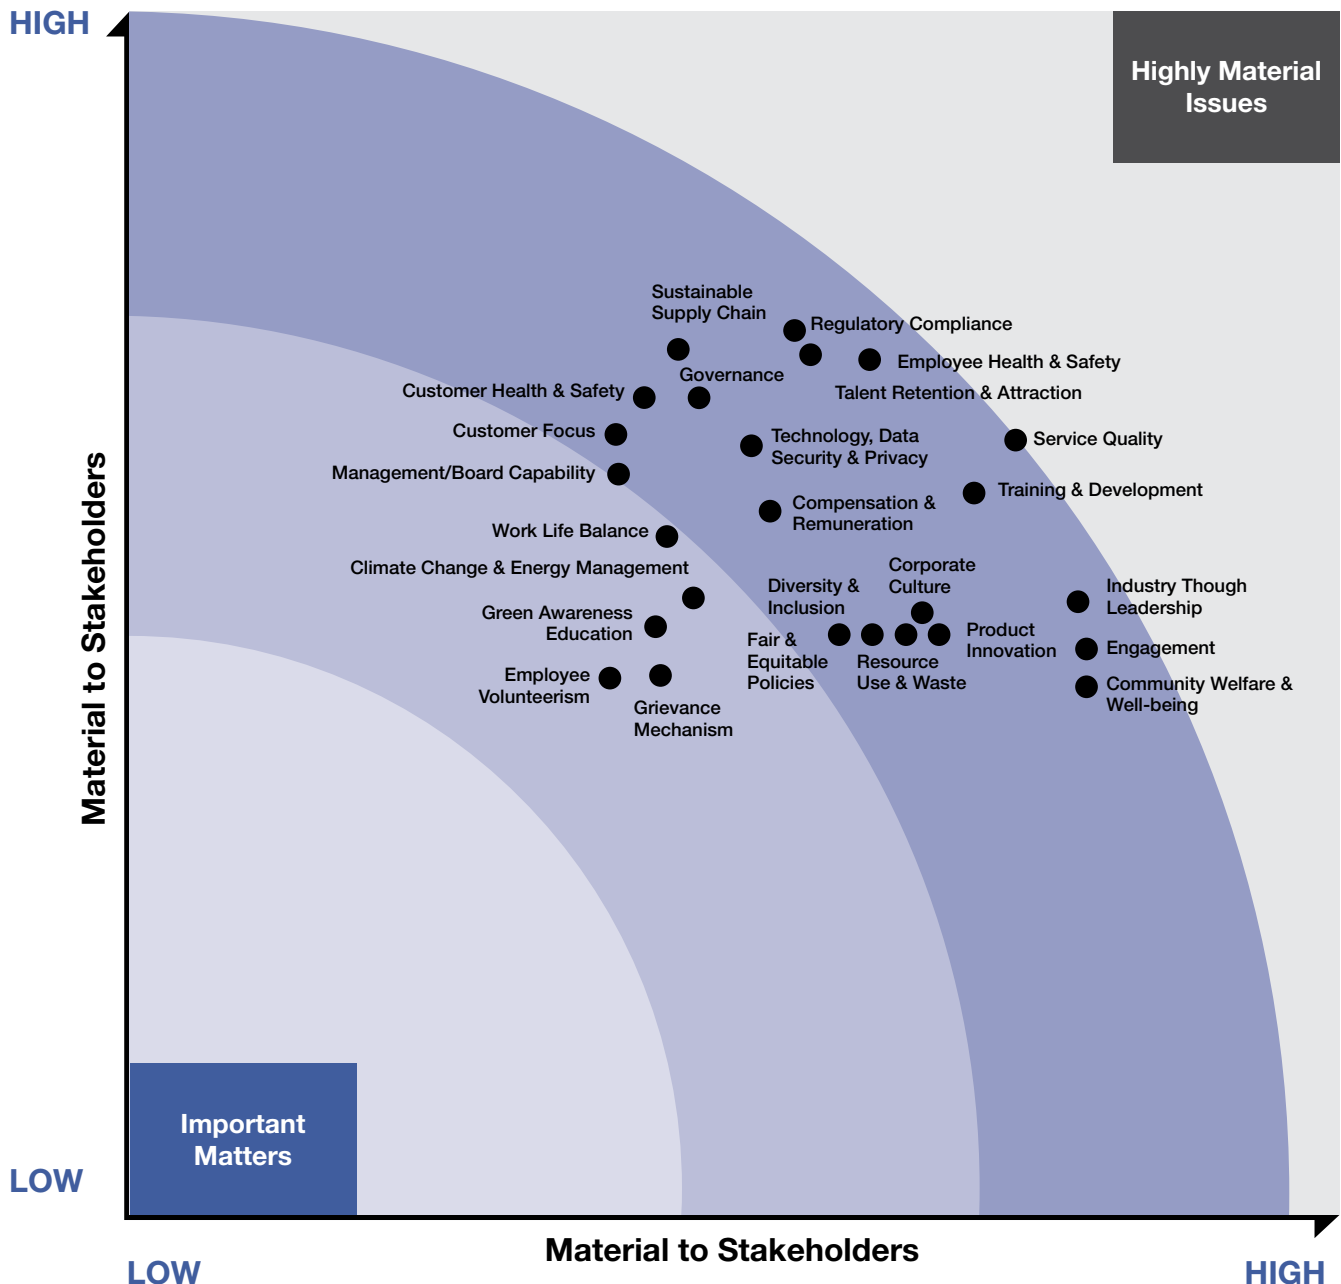 HIGH
Highly Material
Issues
Sustainable
Supply Chain
Regulatory Compliance
Employee Health & Safety
Governance
Customer Health & Safety
Talent Retention & Attraction
Customer Focus
Technology, Data
Security & Privacy
Service Quality
Management/Board Capability
Training & Development
Compensation &
Remuneration
Work Life Balance
Climate Change & Energy Management
Corporate
Culture
Diversity &
Inclusion
Industry Though
Leadership
Green Awareness
Education
Fair &
Equitable
Policies
Product
Innovation
Engagement
Resource
Use & Waste
Employee
Volunteerism
Community Welfare &
Well-being
Grievance
Mechanism
Material to Stakeholders
Important
Matters
LOW
Material to Stakeholders
LOW
HIGH